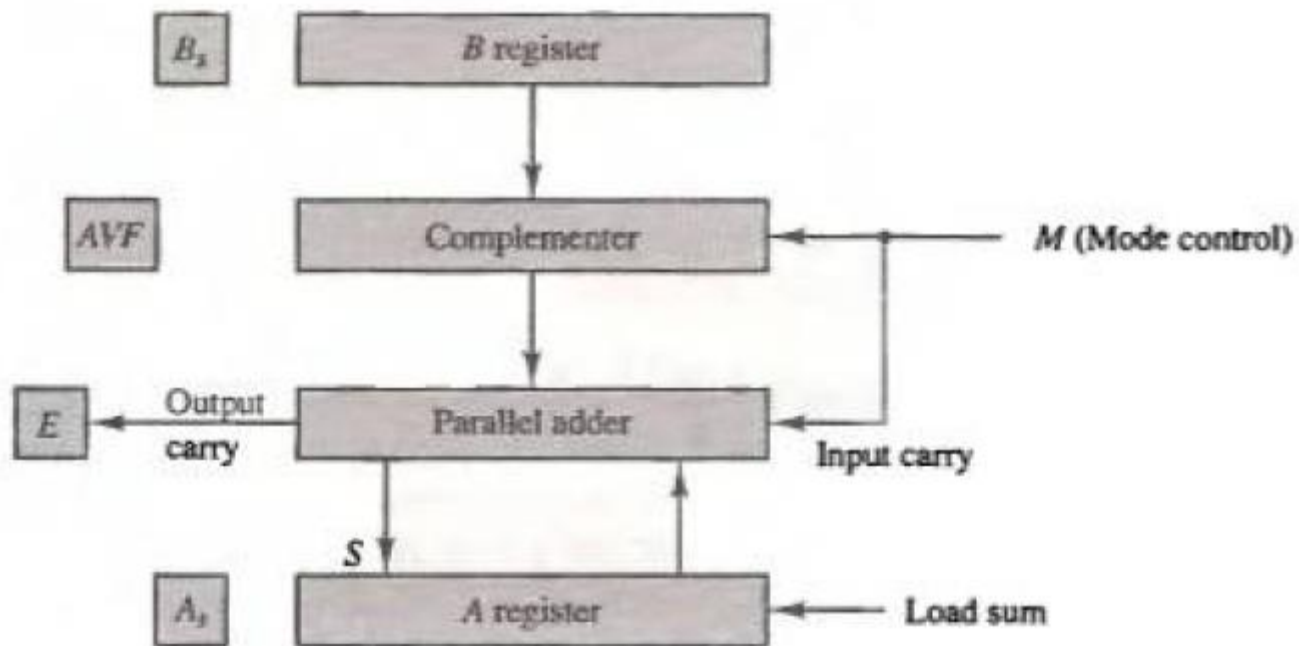 Bs
B register
AVF
Complementer
M (Mode control)
E
Output
carry
Parallel adder
Input carry
S
As
A register
Load sum